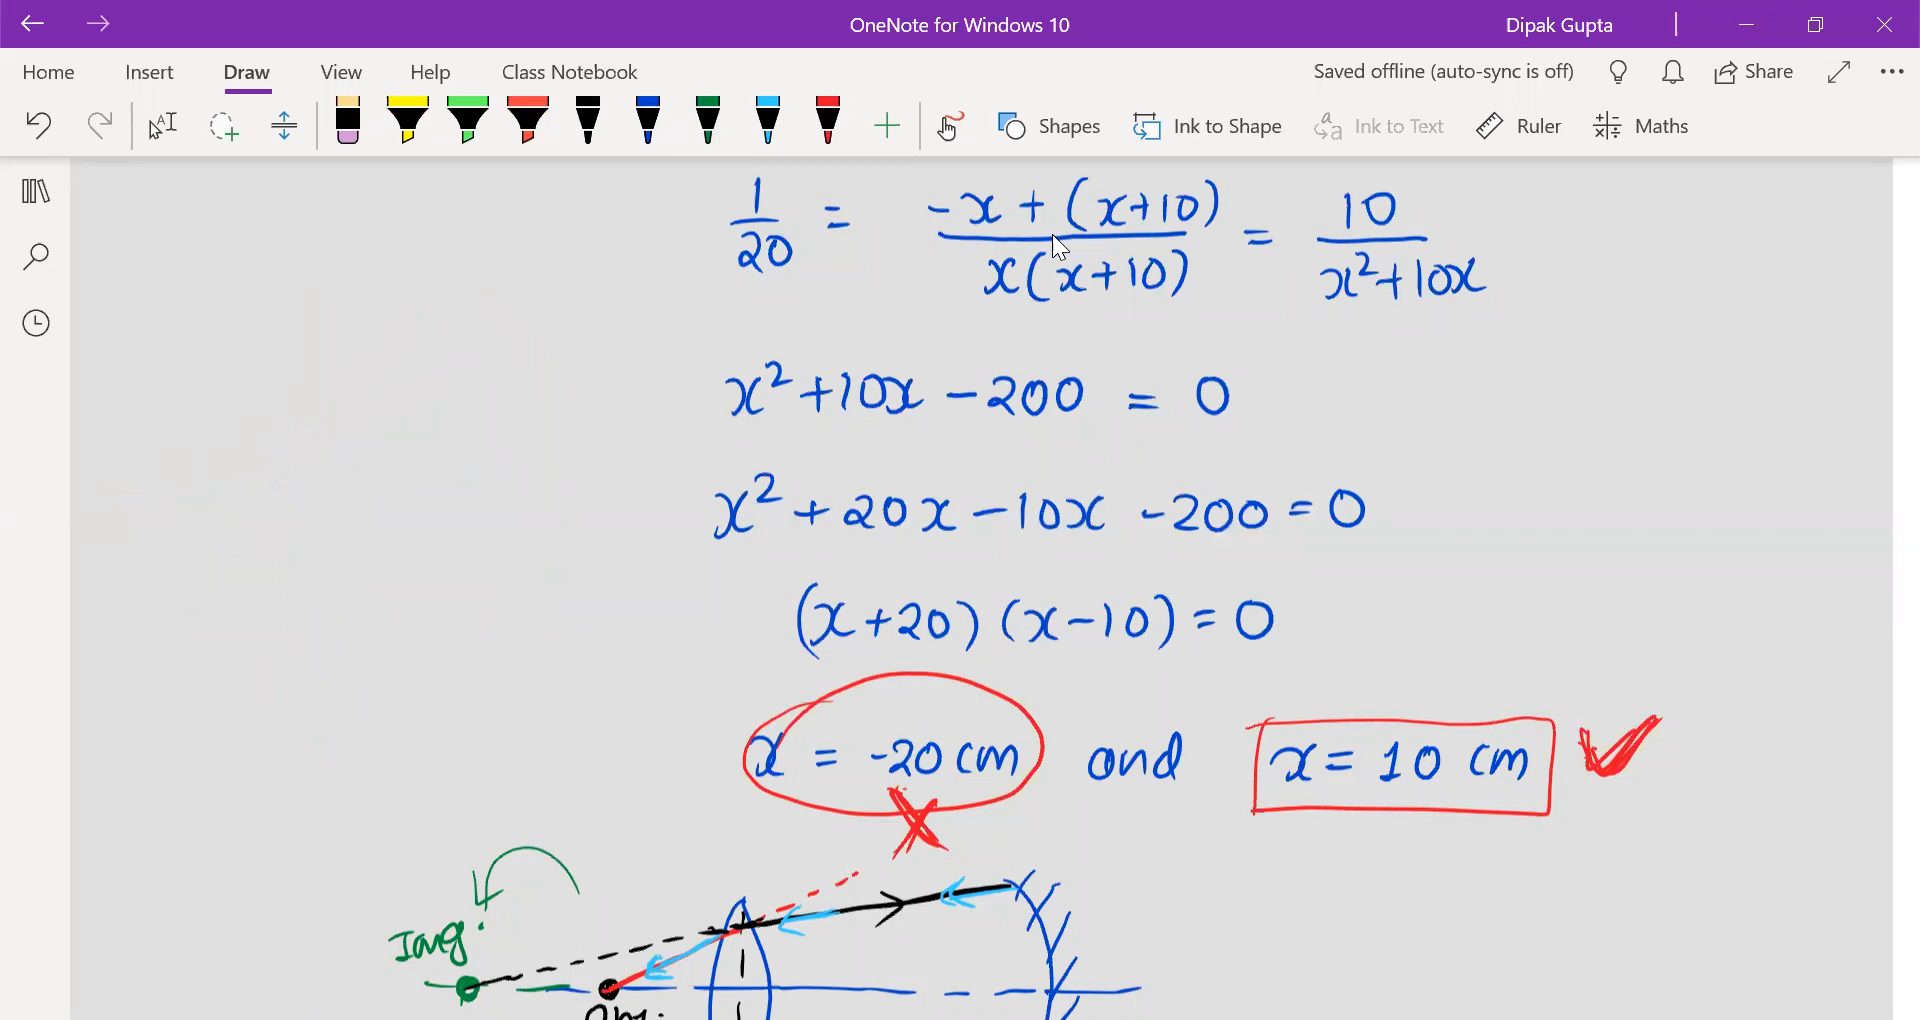 OneNote for Windows 10
Dipak Gupta
Home Insert Draw View Help Class Notebook
Saved offline (auto-sync is off) Share
Shapes Ink to Shape Ink to Text Ruler Maths
1/20 = (-x + (x+10))/(x(x+10)) = 10/(x²+10x)
x² +10x -200 = 0
x² + 20x -10x -200 = 0
(x+20) (x-10) = 0
x = -20 cm and x = 10 cm
Img.